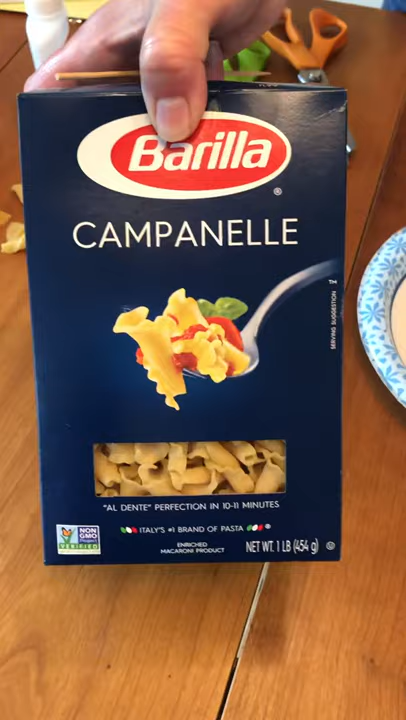 Barilla
®
CAMPANELLE
TM
SERVING SUGGESTION
"AL DENTE" PERFECTION IN 10-11 MINUTES
ITALY'S #1 BRAND OF PASTA ®
NON
GMO
Project
VERIFIED
ENRICHED
MACARONI PRODUCT
NET WT. 1 LB (454 g)